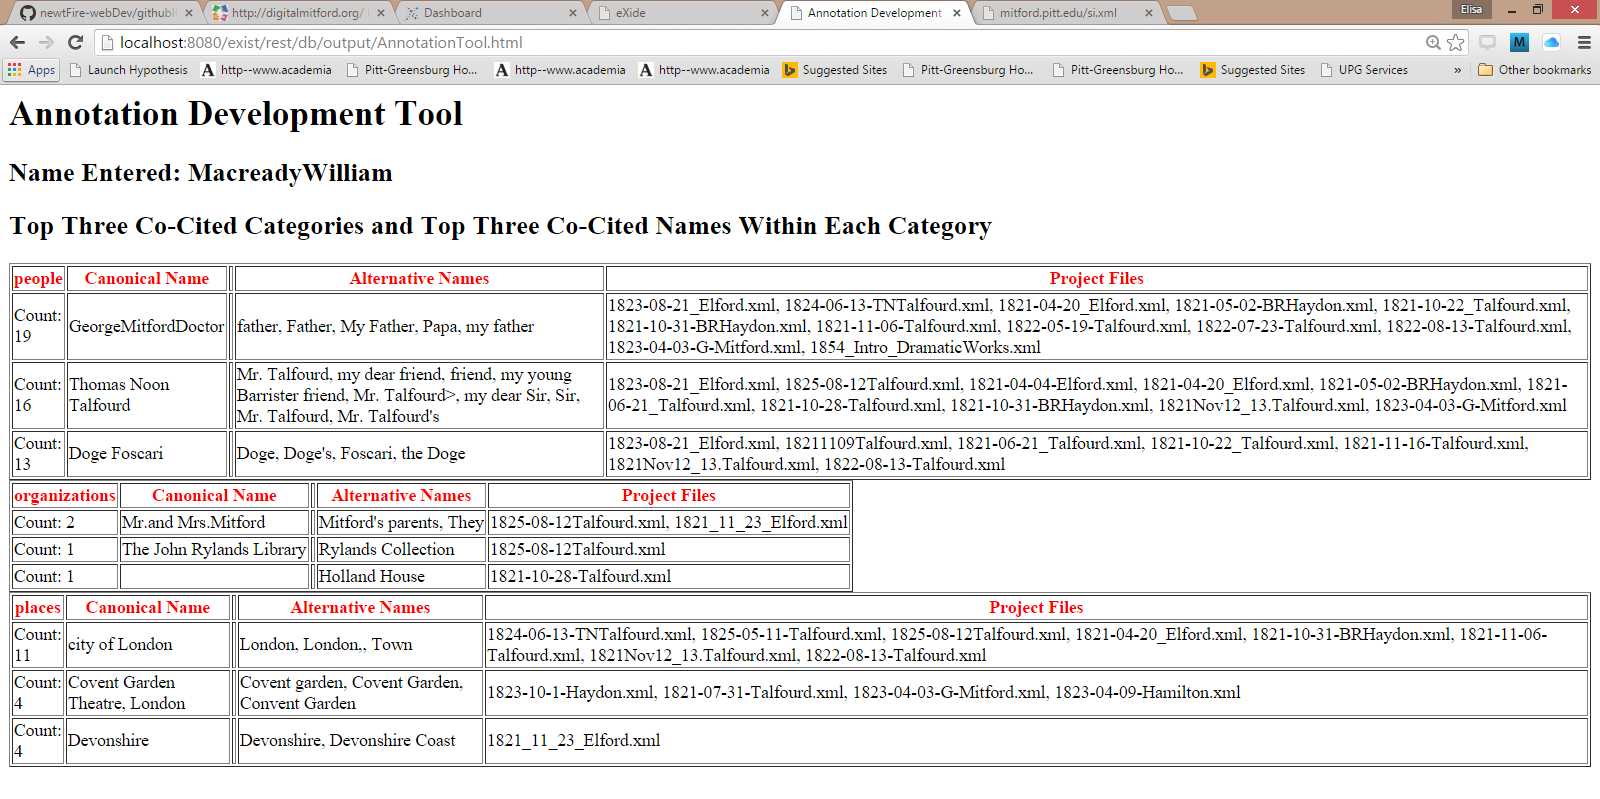 newtFire-webDev/githubI
http://digitalmitford.org/
Dashboard
eXide
Annotation Development
mitford.pitt.edu/si.xml
Elisa
localhost:8080/exist/rest/db/output/AnnotationTool.html
Apps Launch Hypothesis A http--www.academia Pitt-Greensburg Ho... A http--www.academia A http--www.academia Suggested Sites Pitt-Greensburg Ho... Pitt-Greensburg Ho... Suggested Sites UPG Services » Other bookmarks
Annotation Development Tool
Name Entered: MacreadyWilliam
Top Three Co-Cited Categories and Top Three Co-Cited Names Within Each Category
people Canonical Name Alternative Names Project Files
Count: 19 GeorgeMitfordDoctor father, Father, My Father, Papa, my father
1823-08-21_Elford.xml, 1824-06-13-TNTalfourd.xml, 1821-04-20_Elford.xml, 1821-05-02-BRHaydon.xml, 1821-10-22_Talfourd.xml,
1821-10-31-BRHaydon.xml, 1821-11-06-Talfourd.xml, 1822-05-19-Talfourd.xml, 1822-07-23-Talfourd.xml, 1822-08-13-Talfourd.xml,
1823-04-03-G-Mitford.xml, 1854_Intro_DramaticWorks.xml
Count: 16
Thomas Noon
Talfourd
Mr. Talfourd, my dear friend, friend, my young
Barrister friend, Mr. Talfourd>, my dear Sir, Sir,
Mr. Talfourd, Mr. Talfourd's
1823-08-21_Elford.xml, 1825-08-12Talfourd.xml, 1821-04-04-Elford.xml, 1821-04-20_Elford.xml, 1821-05-02-BRHaydon.xml, 1821-
06-21_Talfourd.xml, 1821-10-28-Talfourd.xml, 1821-10-31-BRHaydon.xml, 1821Nov12_13.Talfourd.xml, 1823-04-03-G-Mitford.xml
Count: 13 Doge Foscari Doge, Doge's, Foscari, the Doge
1823-08-21_Elford.xml, 18211109Talfourd.xml, 1821-06-21_Talfourd.xml, 1821-10-22_Talfourd.xml, 1821-11-16-Talfourd.xml,
1821Nov12_13.Talfourd.xml, 1822-08-13-Talfourd.xml
organizations Canonical Name Alternative Names Project Files
Count: 2 Mr.and Mrs.Mitford Mitford's parents, They 1825-08-12Talfourd.xml, 1821_11_23_Elford.xml
Count: 1 The John Rylands Library Rylands Collection 1825-08-12Talfourd.xml
Count: 1 Holland House 1821-10-28-Talfourd.xml
places Canonical Name Alternative Names Project Files
Count: 11 city of London London, London,, Town
1824-06-13-TNTalfourd.xml, 1825-05-11-Talfourd.xml, 1825-08-12Talfourd.xml, 1821-04-20_Elford.xml, 1821-10-31-BRHaydon.xml, 1821-11-06-
Talfourd.xml, 1821Nov12_13.Talfourd.xml, 1822-08-13-Talfourd.xml
Count: 4
Covent Garden
Theatre, London
Covent garden, Covent Garden,
Convent Garden
1823-10-1-Haydon.xml, 1821-07-31-Talfourd.xml, 1823-04-03-G-Mitford.xml, 1823-04-09-Hamilton.xml
Count: 4 Devonshire Devonshire, Devonshire Coast 1821_11_23_Elford.xml